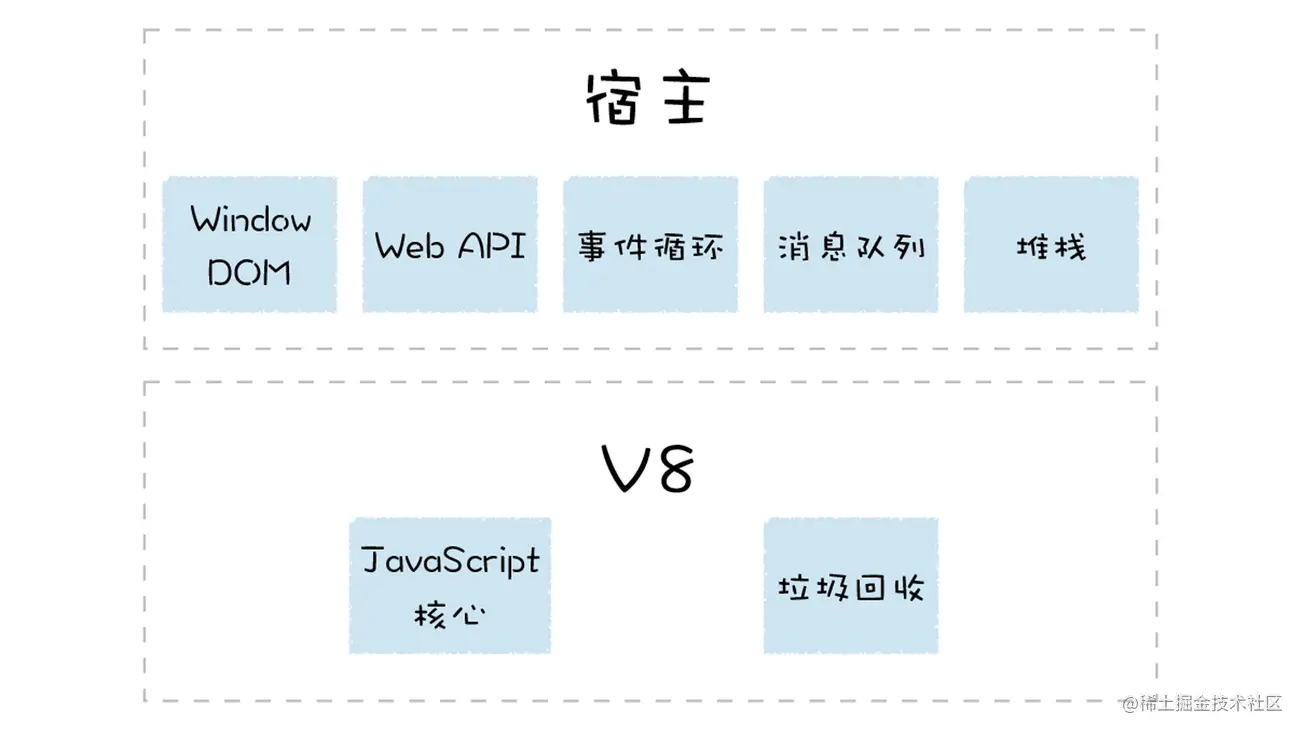 宿主
Window
DOM
Web API
事件循环
消息队列
堆栈
V8
JavaScript
核心
垃圾回收
@稀土掘金技术社区